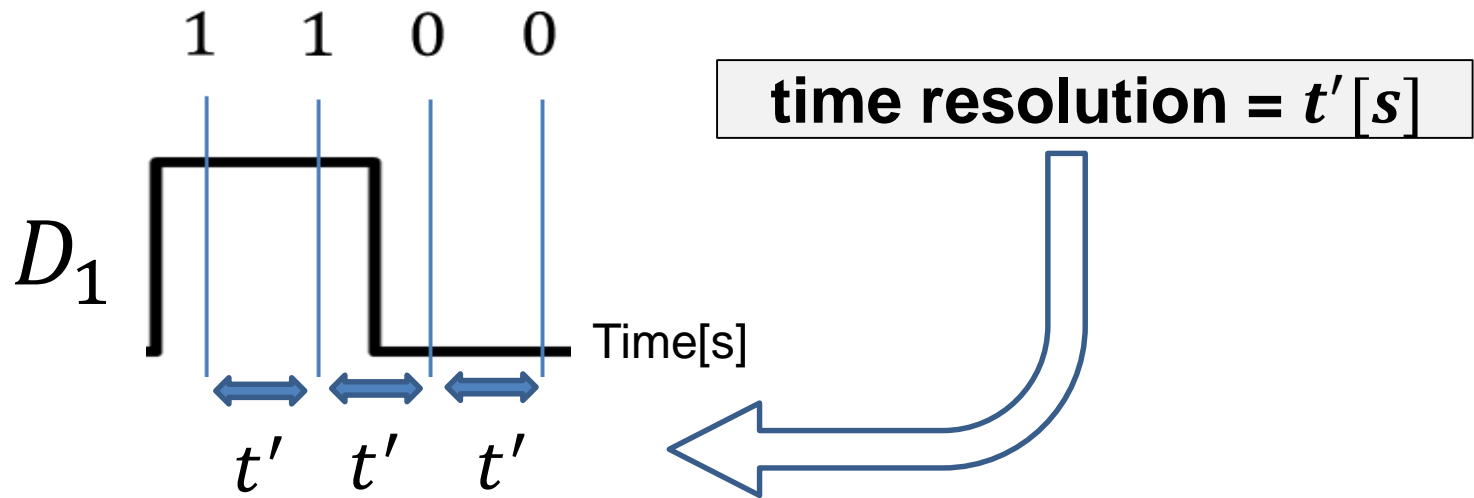 1 1 0 0
time resolution = 𝒕′[𝒔]
𝐷₁
Time[s]
𝑡′ 𝑡′ 𝑡′